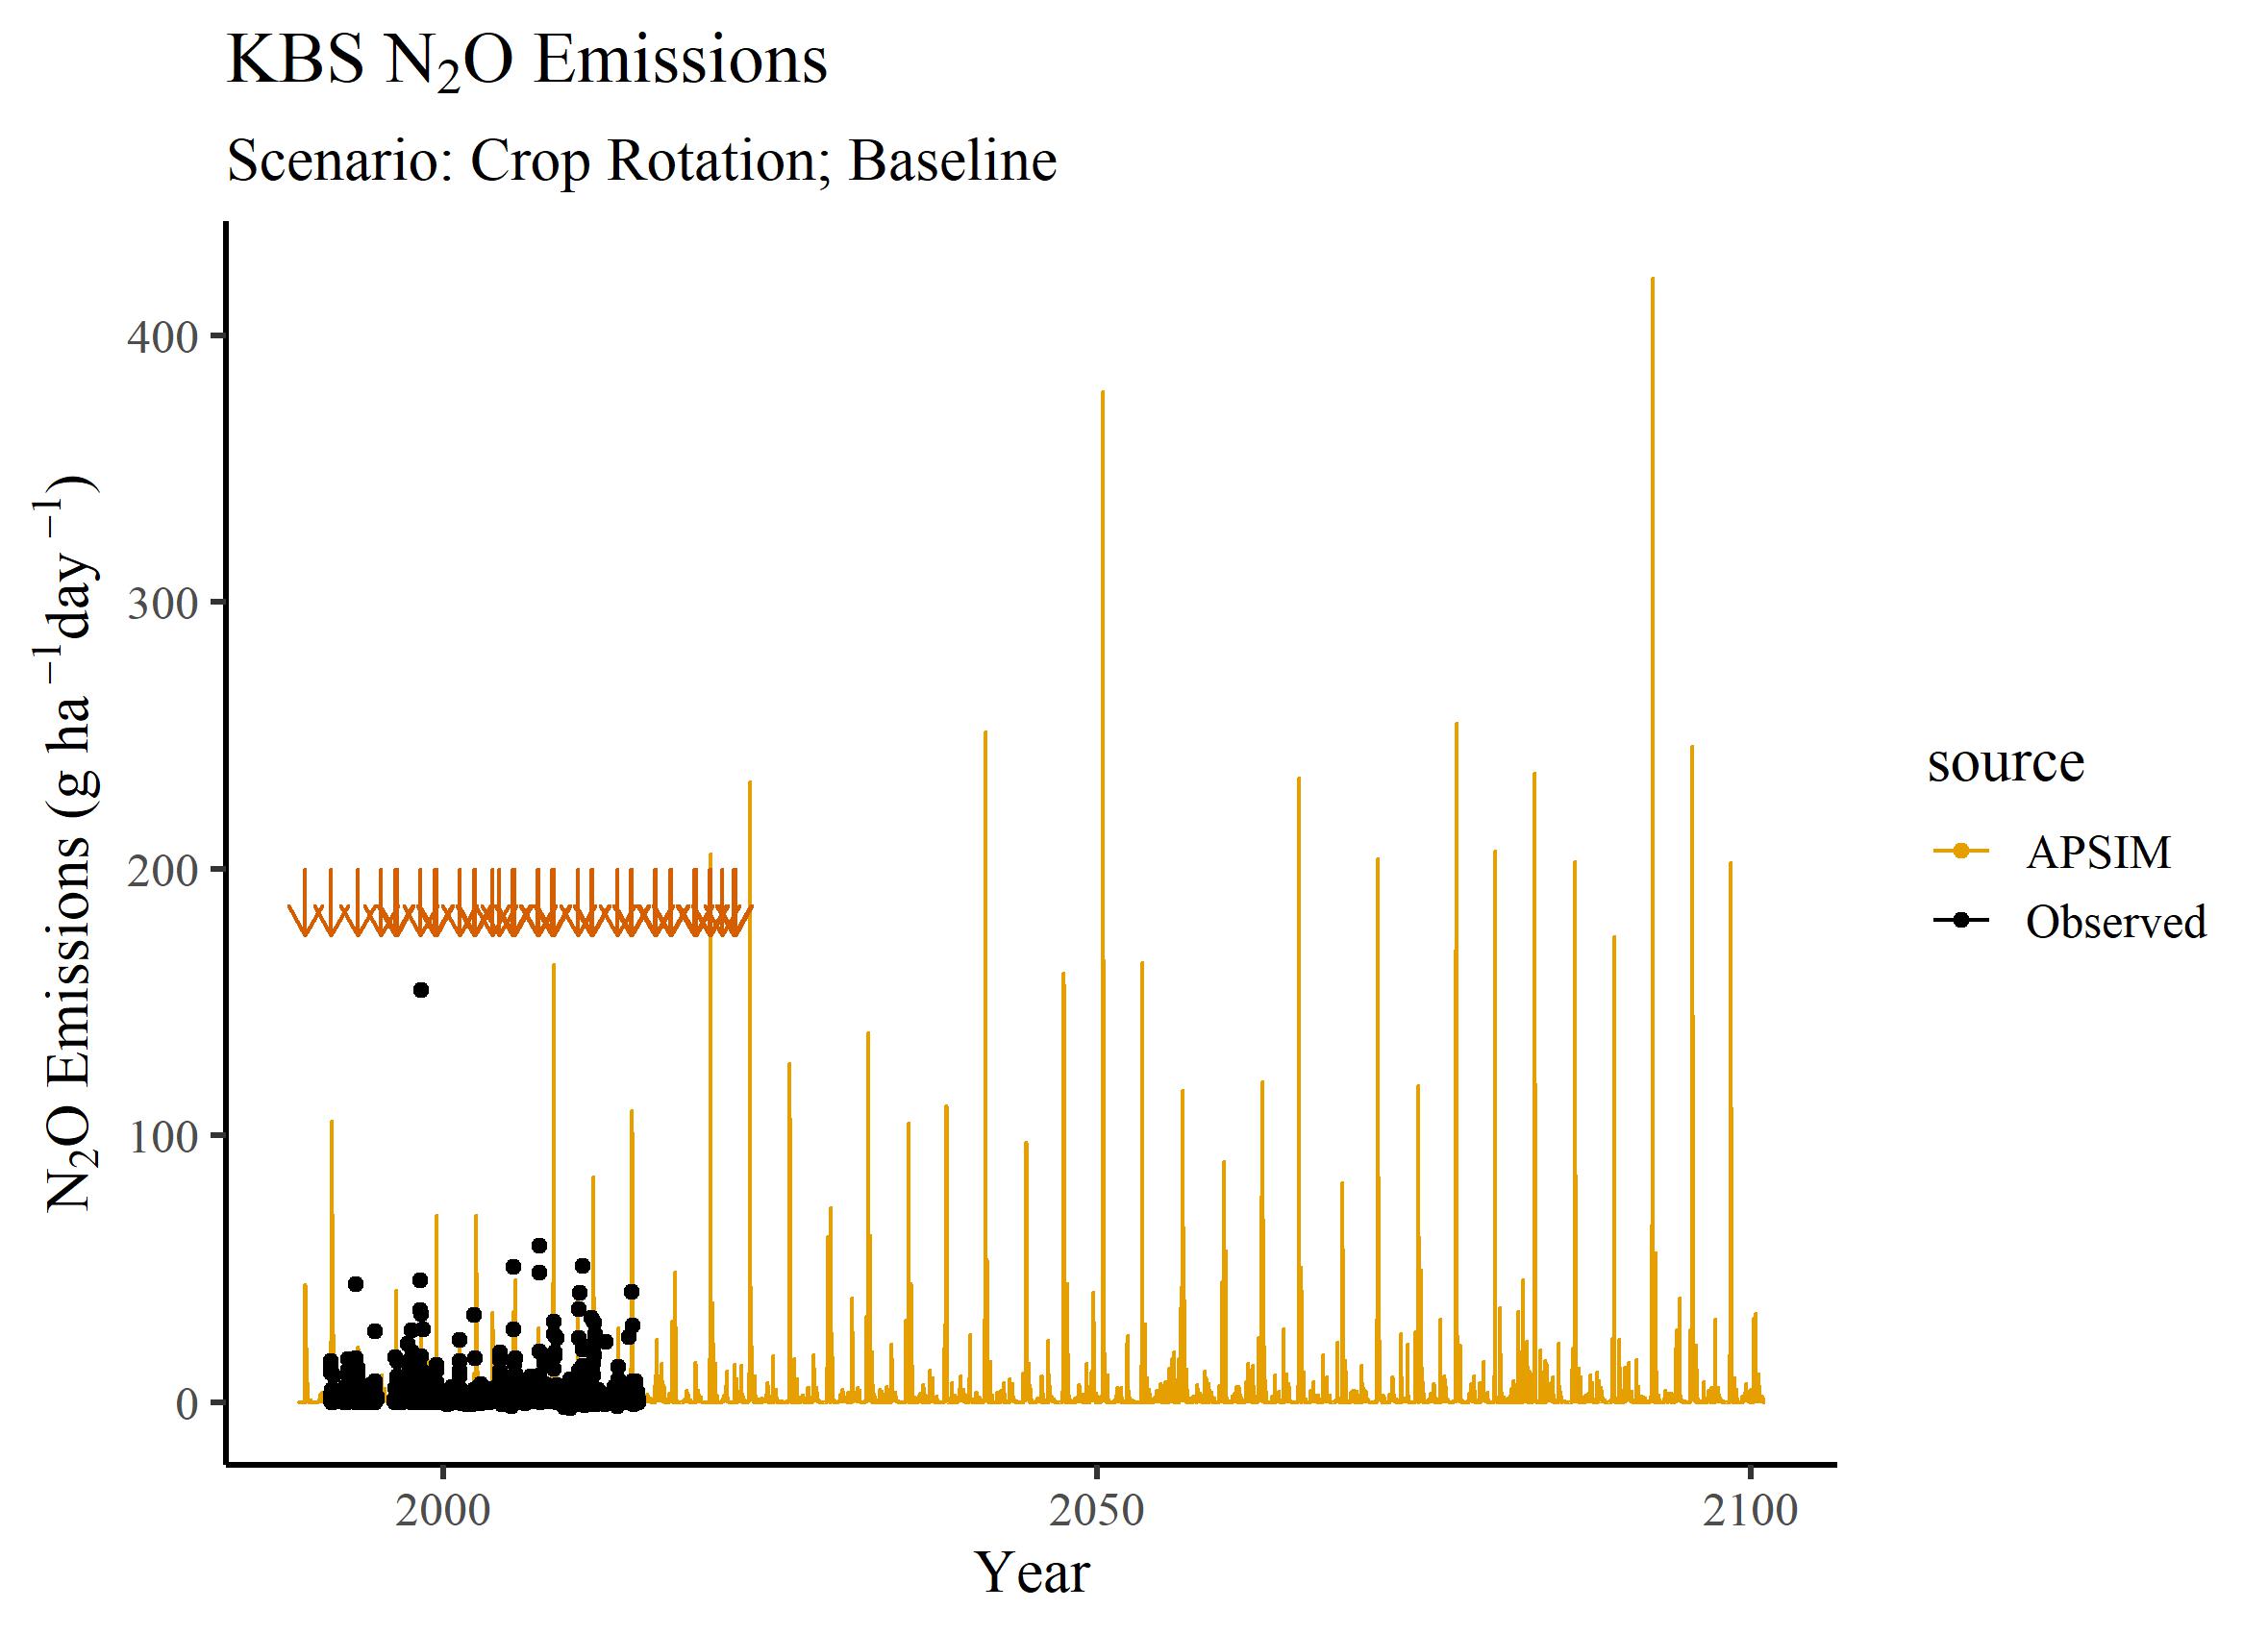 KBS N₂O Emissions
Scenario: Crop Rotation; Baseline
N₂O Emissions (g ha⁻¹day⁻¹)
400
300
200
100
0
2000
2050
2100
Year
source
APSIM
Observed